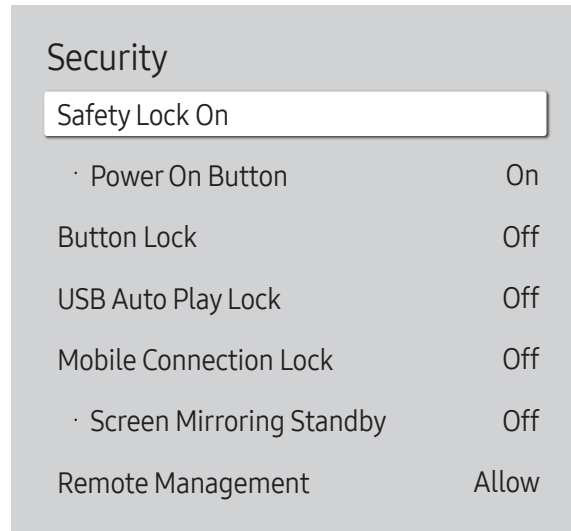 Security
Safety Lock On
· Power On Button On
Button Lock Off
USB Auto Play Lock Off
Mobile Connection Lock Off
· Screen Mirroring Standby Off
Remote Management Allow